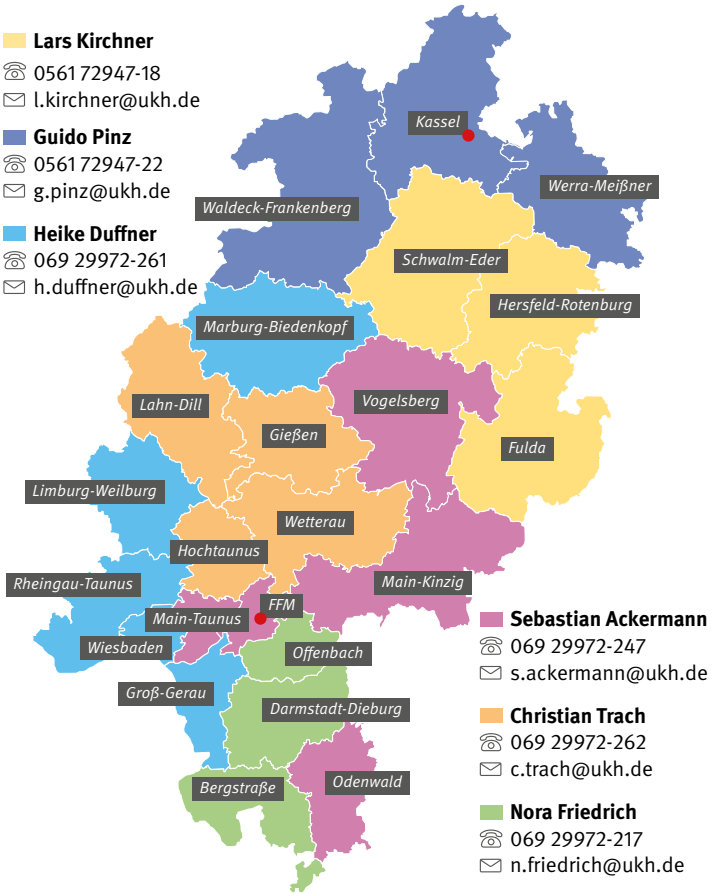 Lars Kirchner
0561 72947-18
l.kirchner@ukh.de
Guido Pinz
0561 72947-22
g.pinz@ukh.de
Heike Duffner
069 29972-261
h.duffner@ukh.de
Kassel
Werra-Meißner
Waldeck-Frankenberg
Schwalm-Eder
Hersfeld-Rotenburg
Marburg-Biedenkopf
Vogelsberg
Lahn-Dill
Gießen
Fulda
Limburg-Weilburg
Wetterau
Hochtaunus
Rheingau-Taunus
Main-Kinzig
FFM
Main-Taunus
Wiesbaden
Offenbach
Groß-Gerau
Darmstadt-Dieburg
Bergstraße
Odenwald
Sebastian Ackermann
069 29972-247
s.ackermann@ukh.de
Christian Trach
069 29972-262
c.trach@ukh.de
Nora Friedrich
069 29972-217
n.friedrich@ukh.de